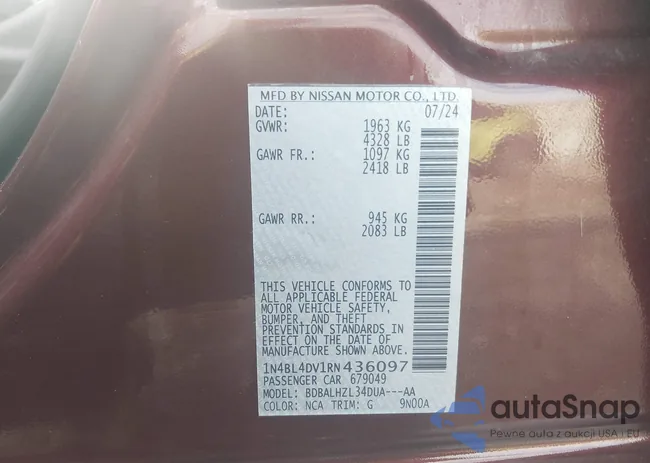 MFD BY NISSAN MOTOR CO., LTD.
DATE: 07/24
GVWR: 1963 KG
4328 LB
GAWR FR.: 1097 KG
2418 LB
GAWR RR.: 945 KG
2083 LB
THIS VEHICLE CONFORMS TO
ALL APPLICABLE FEDERAL
MOTOR VEHICLE SAFETY,
BUMPER, AND THEFT
PREVENTION STANDARDS IN
EFFECT ON THE DATE OF
MANUFACTURE SHOWN ABOVE.
1N4BL4DV1RN436097
PASSENGER CAR 679049
MODEL: BDBALHZL34DUA---AA
COLOR: NCA TRIM: G 9N00A
autoSnap
Pewne auta z aukcji USA i EU